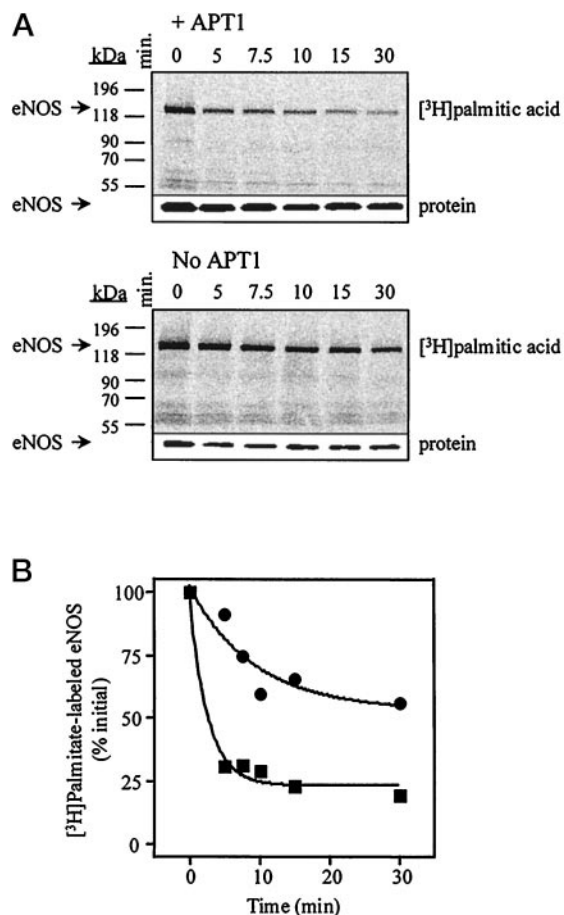 A
+ APT1
kDa min. 0 5 7.5 10 15 30
196
eNOS → [³H]palmitic acid
118
90
70
55
eNOS → protein
No APT1
kDa min. 0 5 7.5 10 15 30
196
eNOS → [³H]palmitic acid
118
90
70
55
eNOS → protein
B
[³H]Palmitate-labeled eNOS
(% initial)
100
75
50
25
0
0 10 20 30
Time (min)